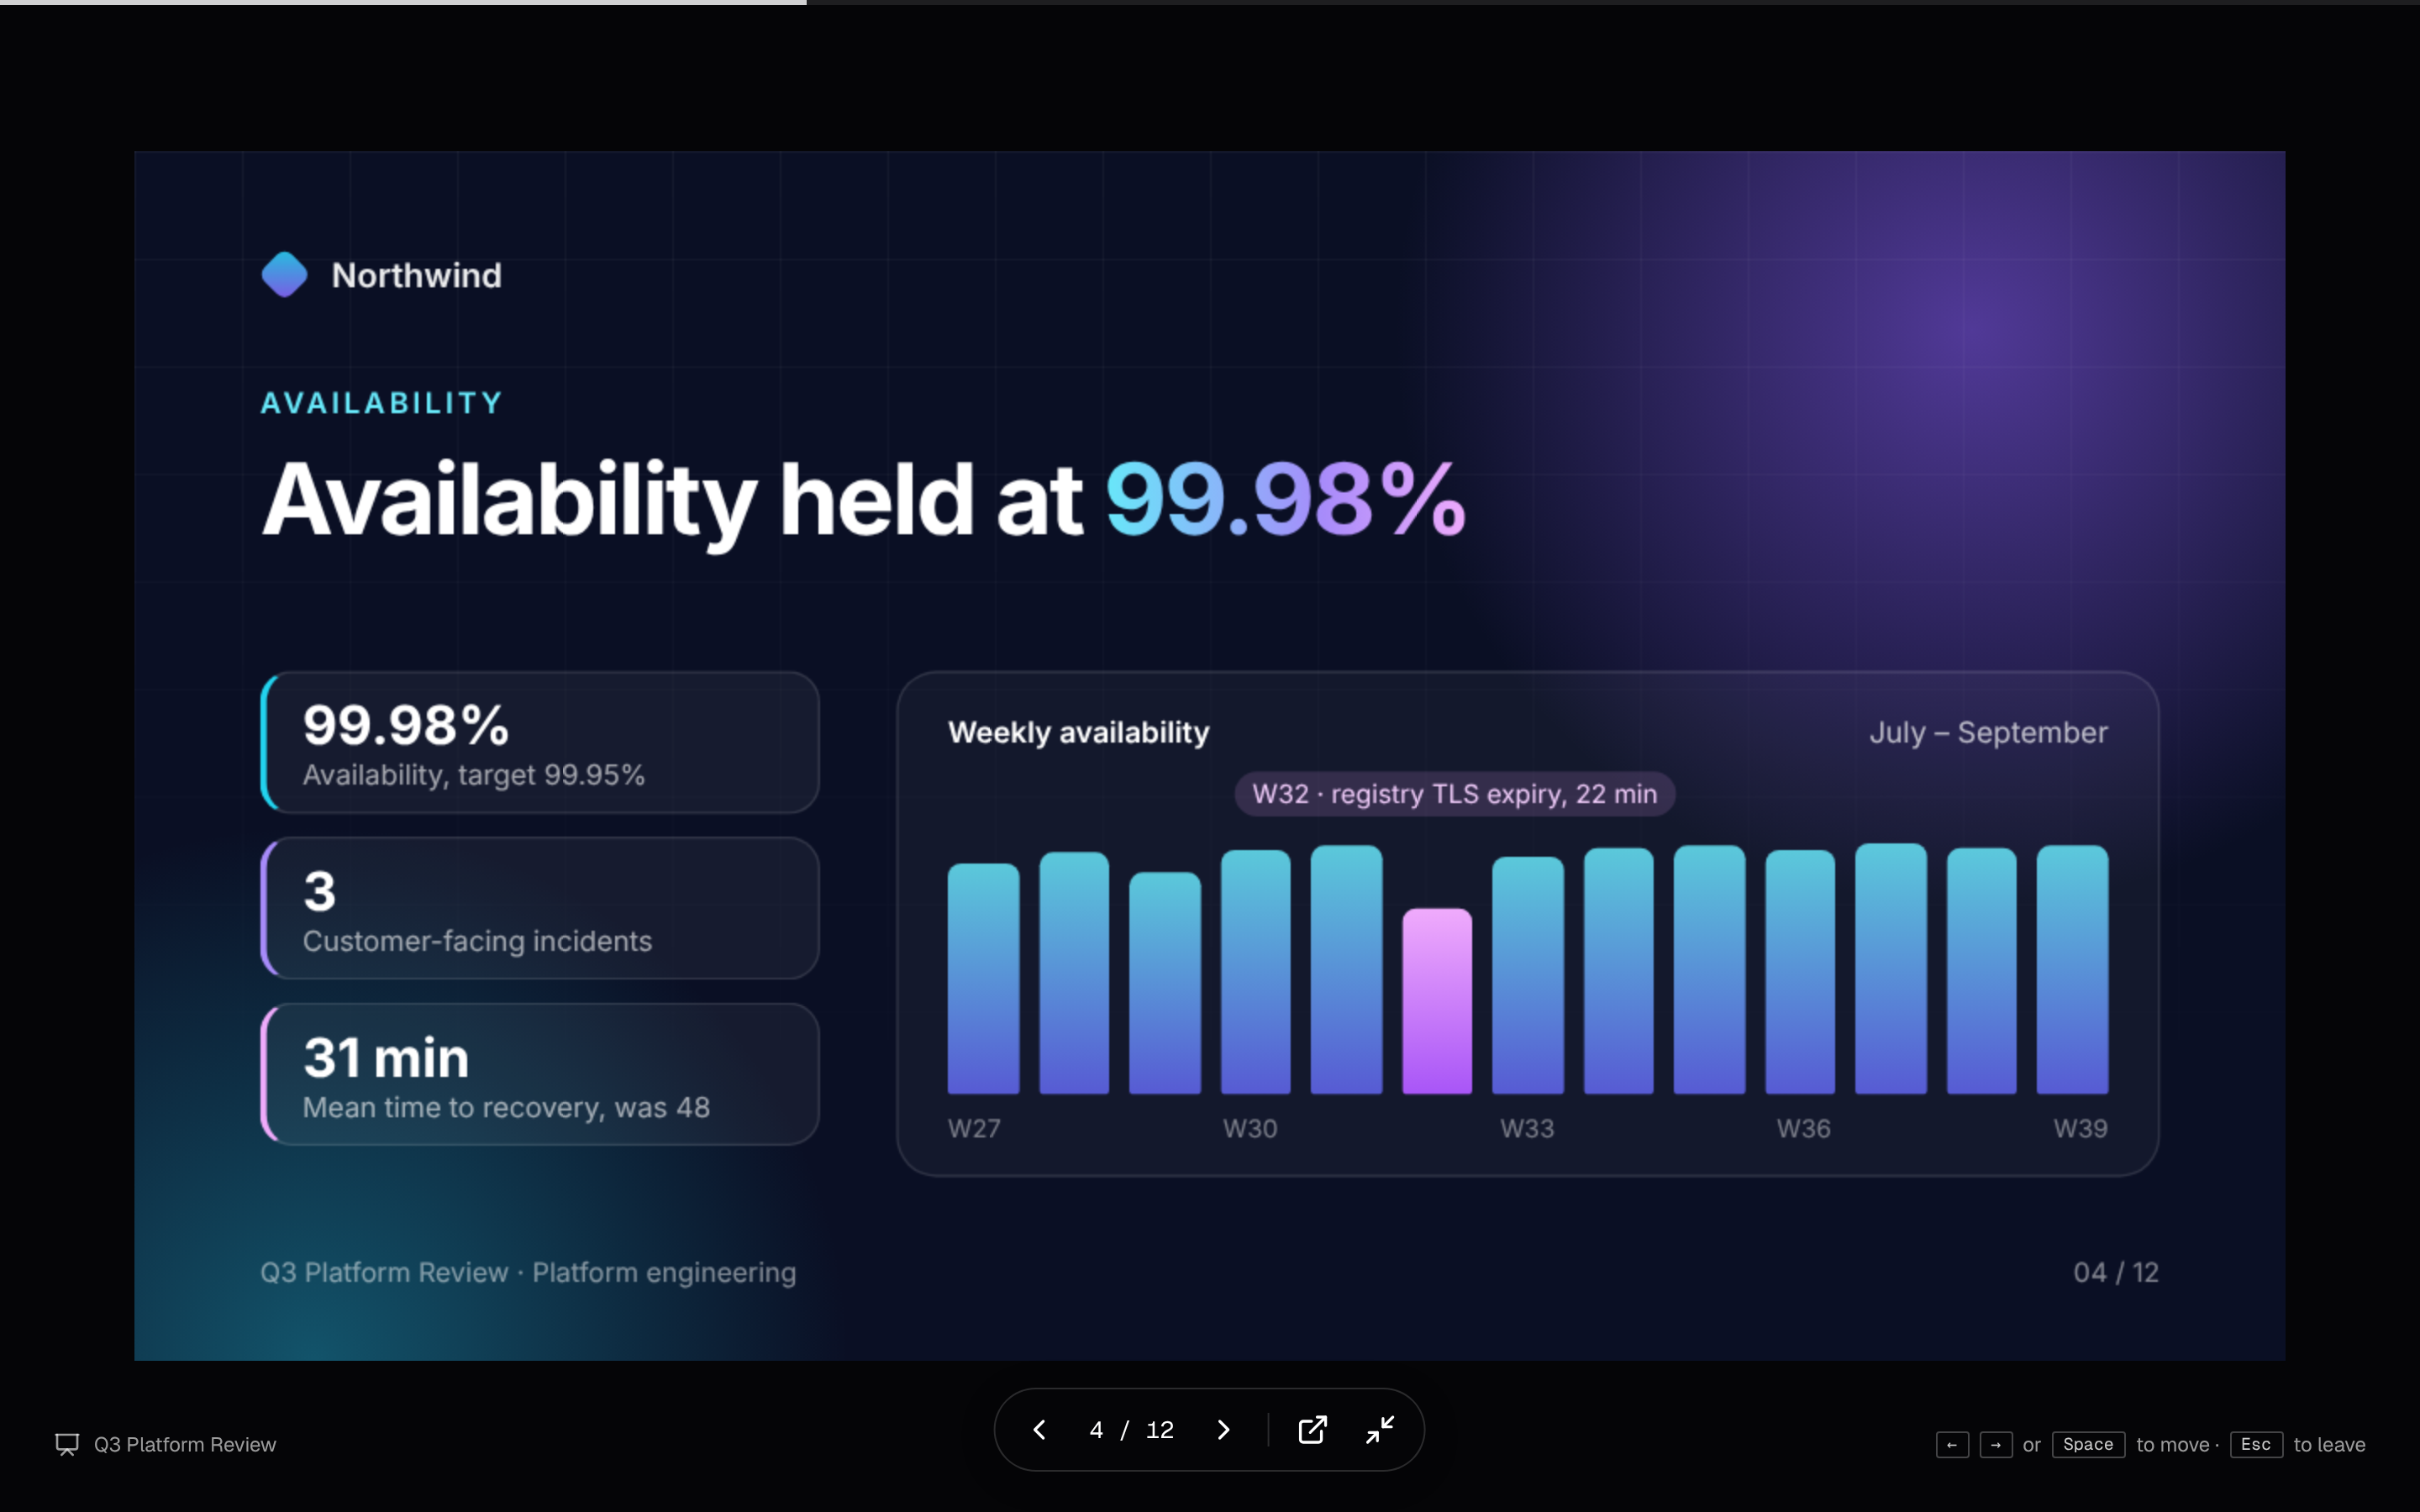 Northwind
AVAILABILITY
Availability held at 99.98%
99.98%
Availability, target 99.95%
3
Customer-facing incidents
31 min
Mean time to recovery, was 48
Weekly availability
July – September
W32 · registry TLS expiry, 22 min
W27 W30 W33 W36 W39
Q3 Platform Review · Platform engineering
04 / 12
Q3 Platform Review
4 / 12
← → or Space to move · Esc to leave